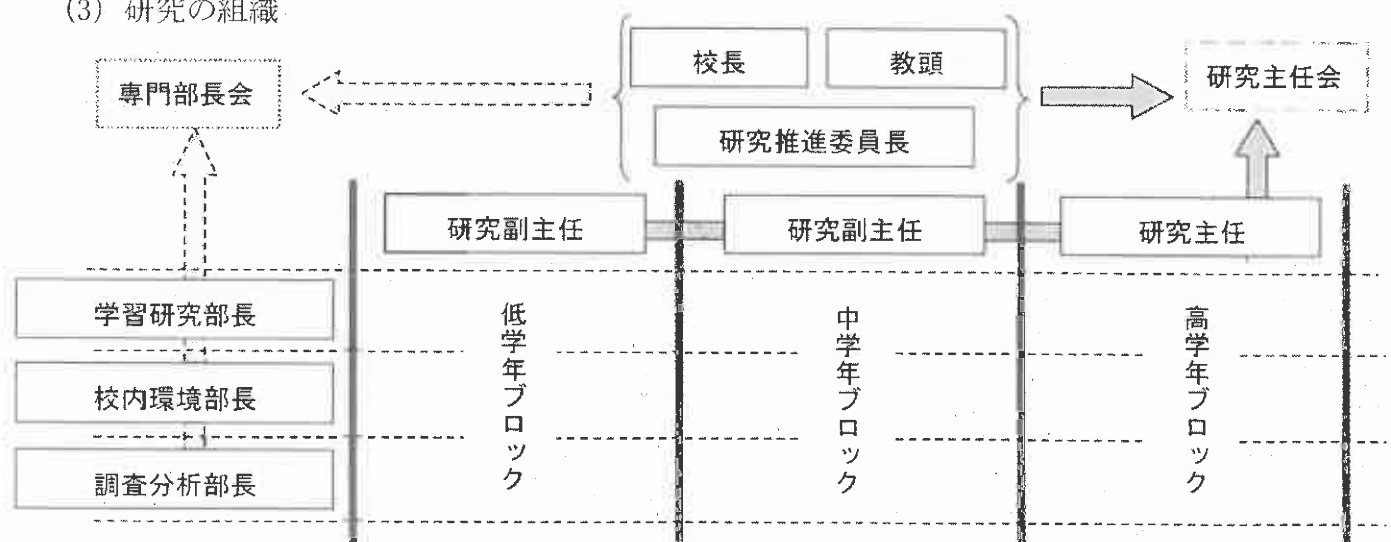 (3) 研究の組織
校長
教頭
専門部長会
研究主任会
研究推進委員長
研究副主任
研究副主任
研究主任
学習研究部長
校内環境部長
調査分析部長
低学年ブロック
中学年ブロック
高学年ブロック